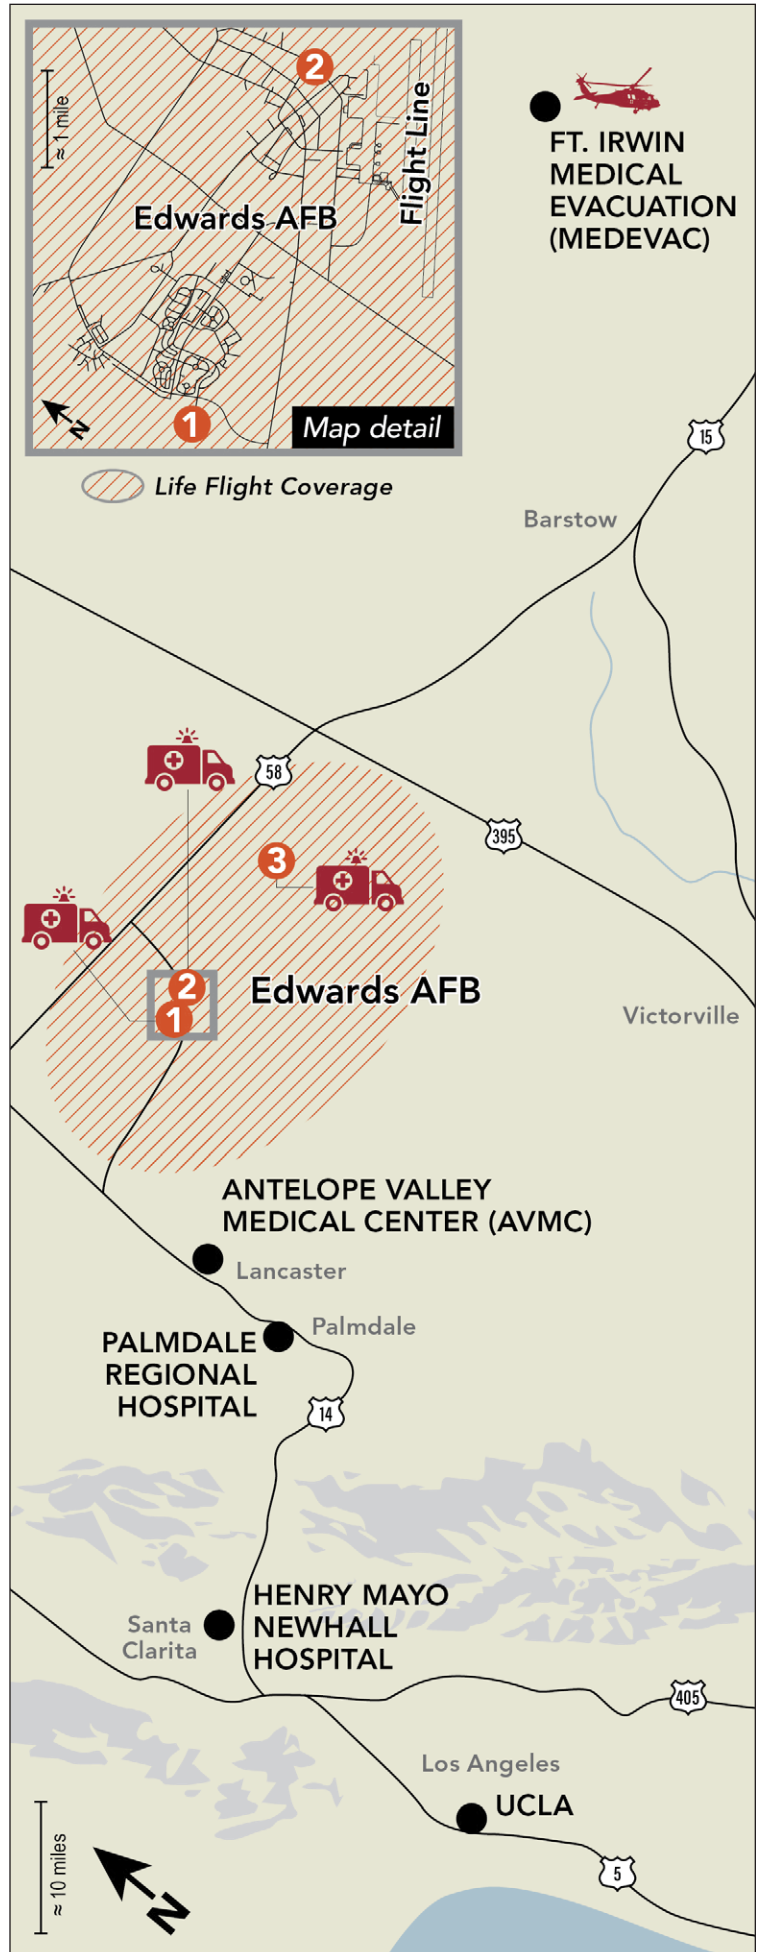 2
≈ 1 mile
Flight Line
Edwards AFB
1
N
Map detail
Life Flight Coverage
FT. IRWIN
MEDICAL
EVACUATION
(MEDEVAC)
15
Barstow
58
395
3
2
1
Edwards AFB
Victorville
ANTELOPE VALLEY
MEDICAL CENTER (AVMC)
Lancaster
Palmdale
PALMDALE
REGIONAL
HOSPITAL
14
HENRY MAYO
NEWHALL
HOSPITAL
Santa
Clarita
405
Los Angeles
UCLA
5
≈ 10 miles
N